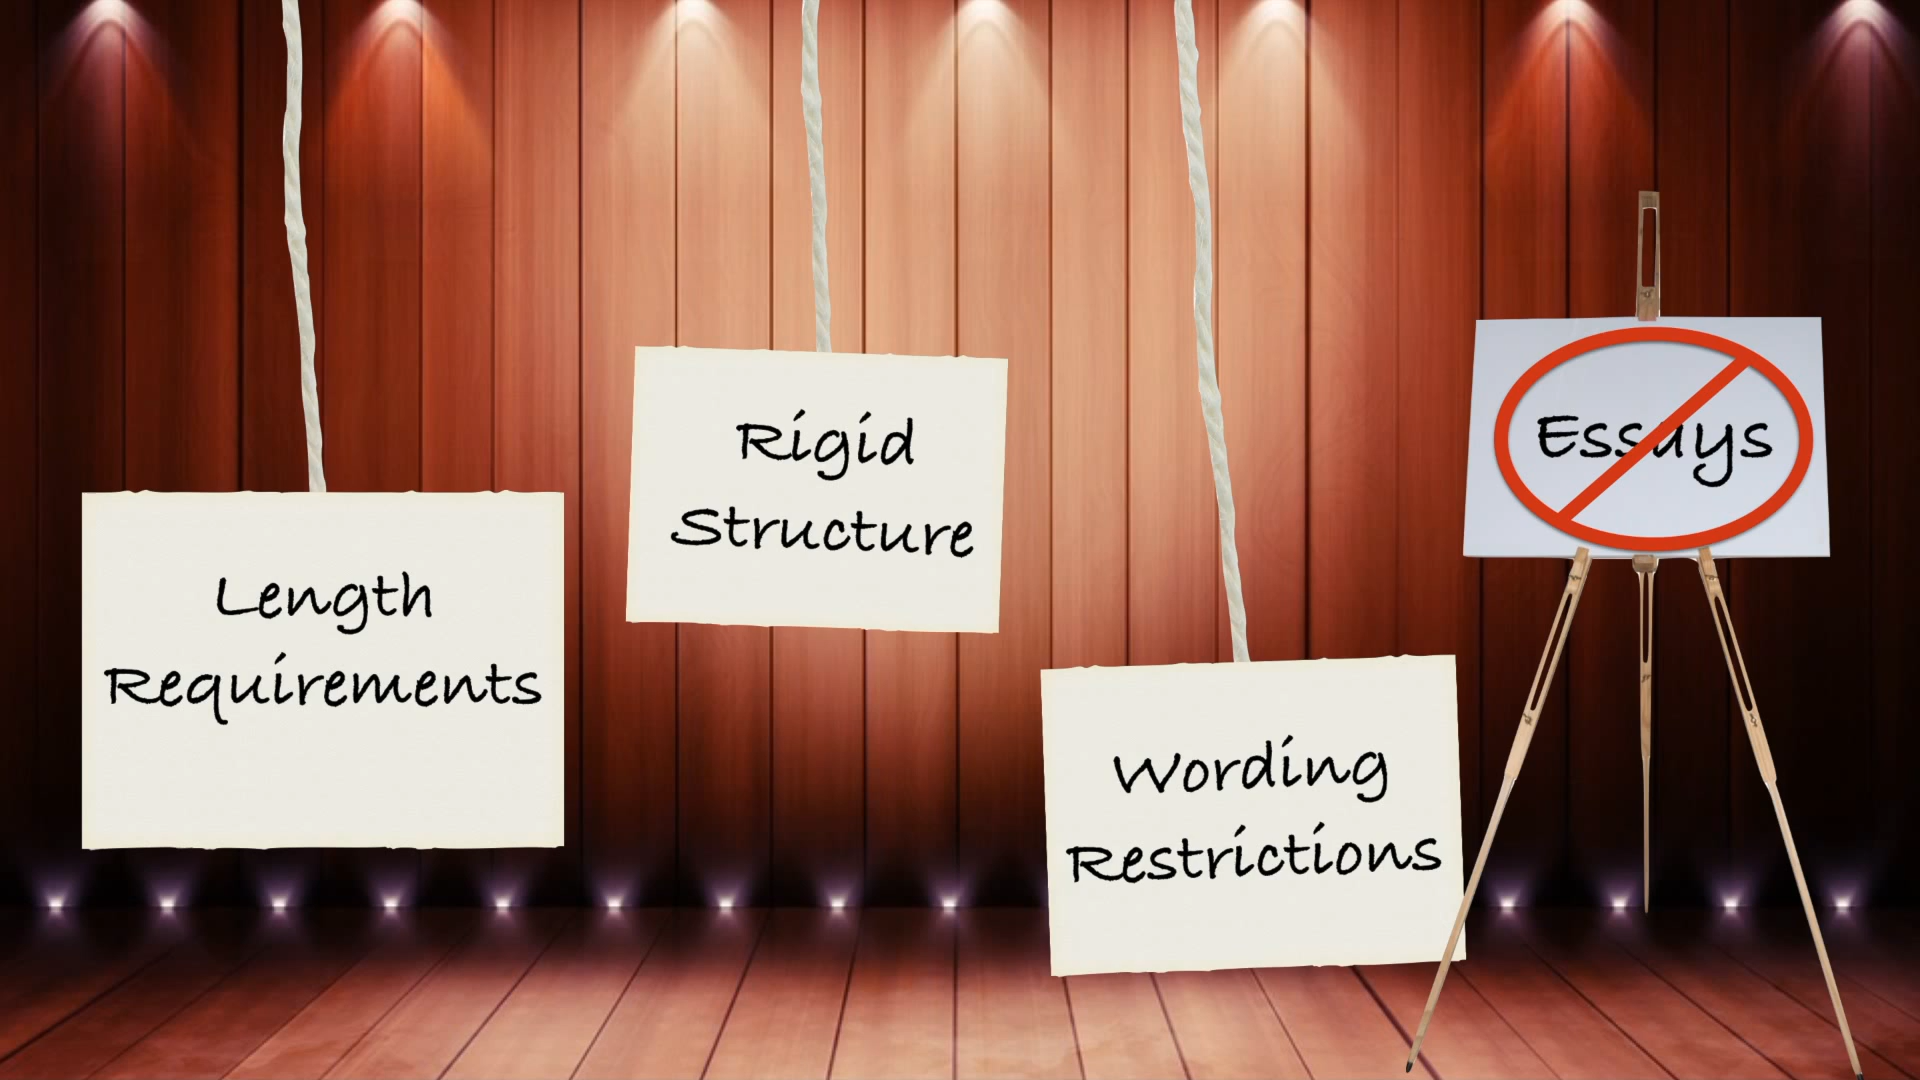 Length
Requirements
Rigid
Structure
Wording
Restrictions
Essays